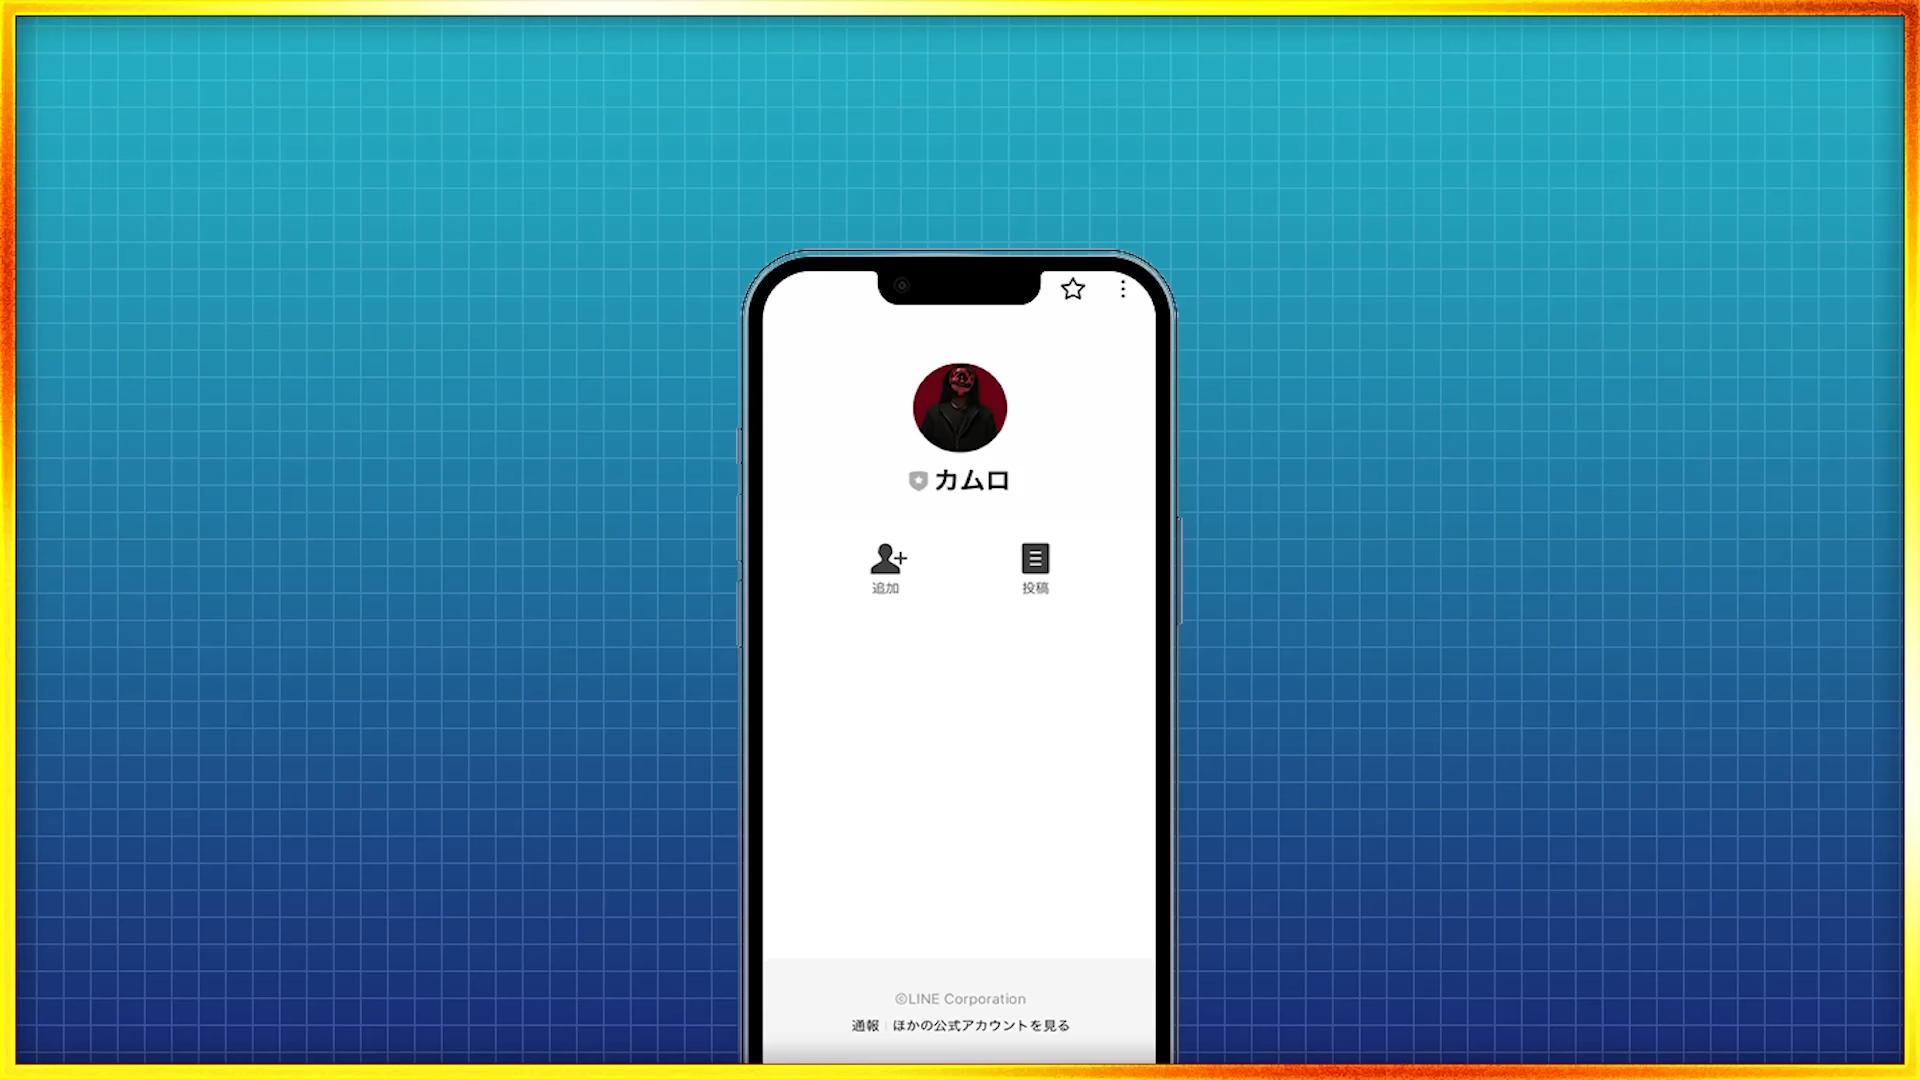 カムロ
追加
投稿
©LINE Corporation
通報 | ほかの公式アカウントを見る